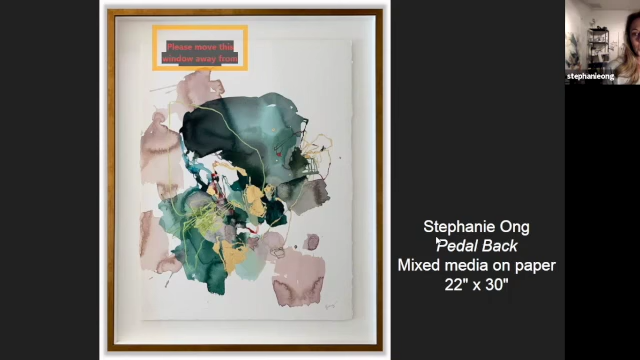 Please move this
window away from
stephanieong
Stephanie Ong
Pedal Back
Mixed media on paper
22" x 30"